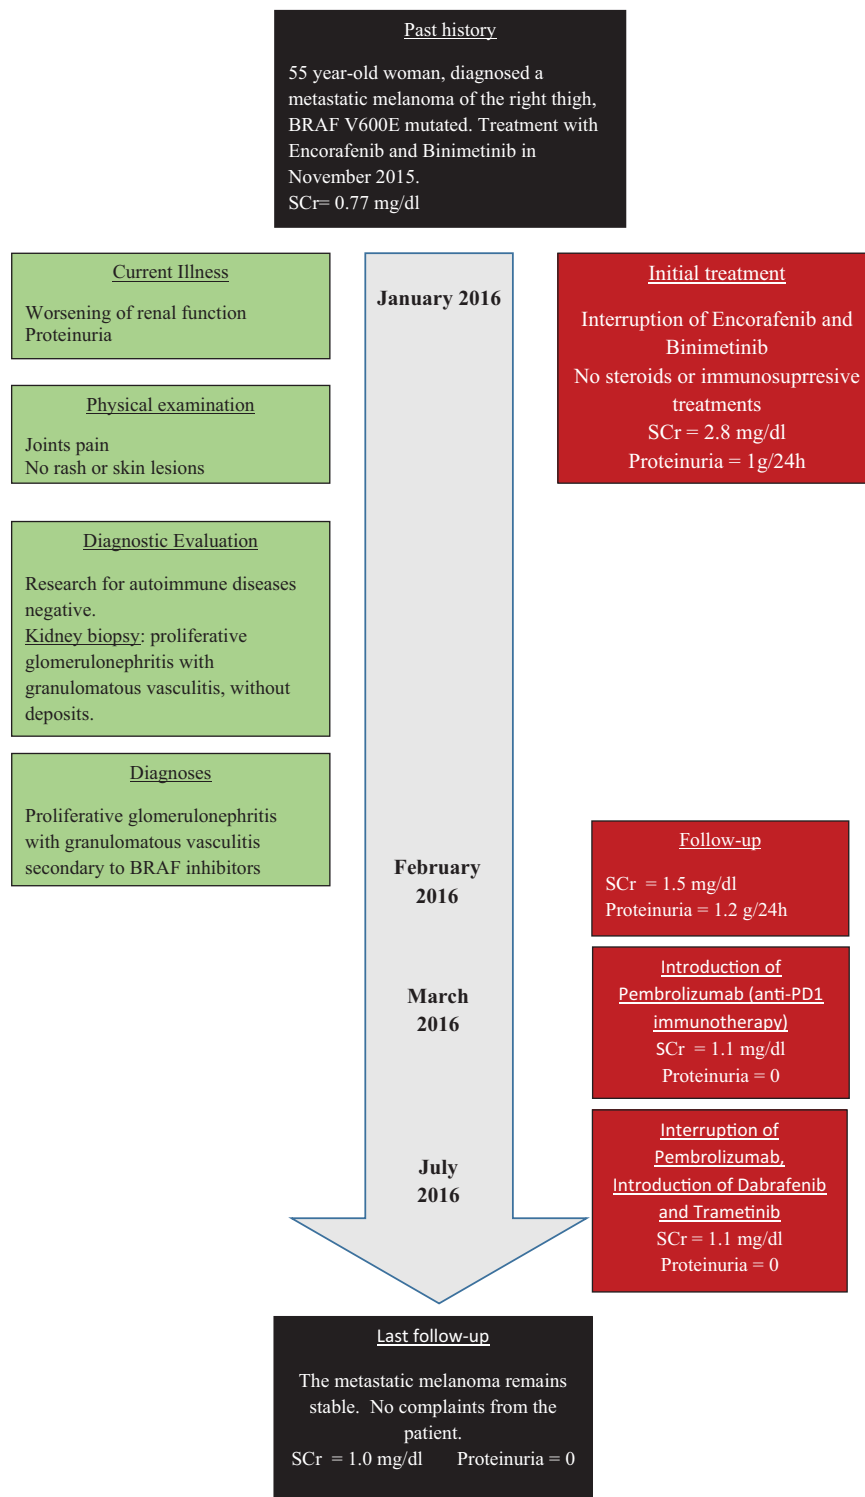 Past history
55 year-old woman, diagnosed a
metastatic melanoma of the right thigh,
BRAF V600E mutated. Treatment with
Encorafenib and Binimetinib in
November 2015.
SCr= 0.77 mg/dl
Current Illness
Worsening of renal function
Proteinuria
January 2016
Initial treatment
Interruption of Encorafenib and
Binimetinib
No steroids or immunosuprresive
treatments
SCr = 2.8 mg/dl
Proteinuria = 1g/24h
Physical examination
Joints pain
No rash or skin lesions
Diagnostic Evaluation
Research for autoimmune diseases
negative.
Kidney biopsy: proliferative
glomerulonephritis with
granulomatous vasculitis, without
deposits.
Diagnoses
Proliferative glomerulonephritis
with granulomatous vasculitis
secondary to BRAF inhibitors
February
2016
Follow-up
SCr = 1.5 mg/dl
Proteinuria = 1.2 g/24h
March
2016
Introduction of
Pembrolizumab (anti-PD1
immunotherapy)
SCr = 1.1 mg/dl
Proteinuria = 0
July
2016
Interruption of
Pembrolizumab,
Introduction of Dabrafenib
and Trametinib
SCr = 1.1 mg/dl
Proteinuria = 0
Last follow-up
The metastatic melanoma remains
stable. No complaints from the
patient.
SCr = 1.0 mg/dl Proteinuria = 0